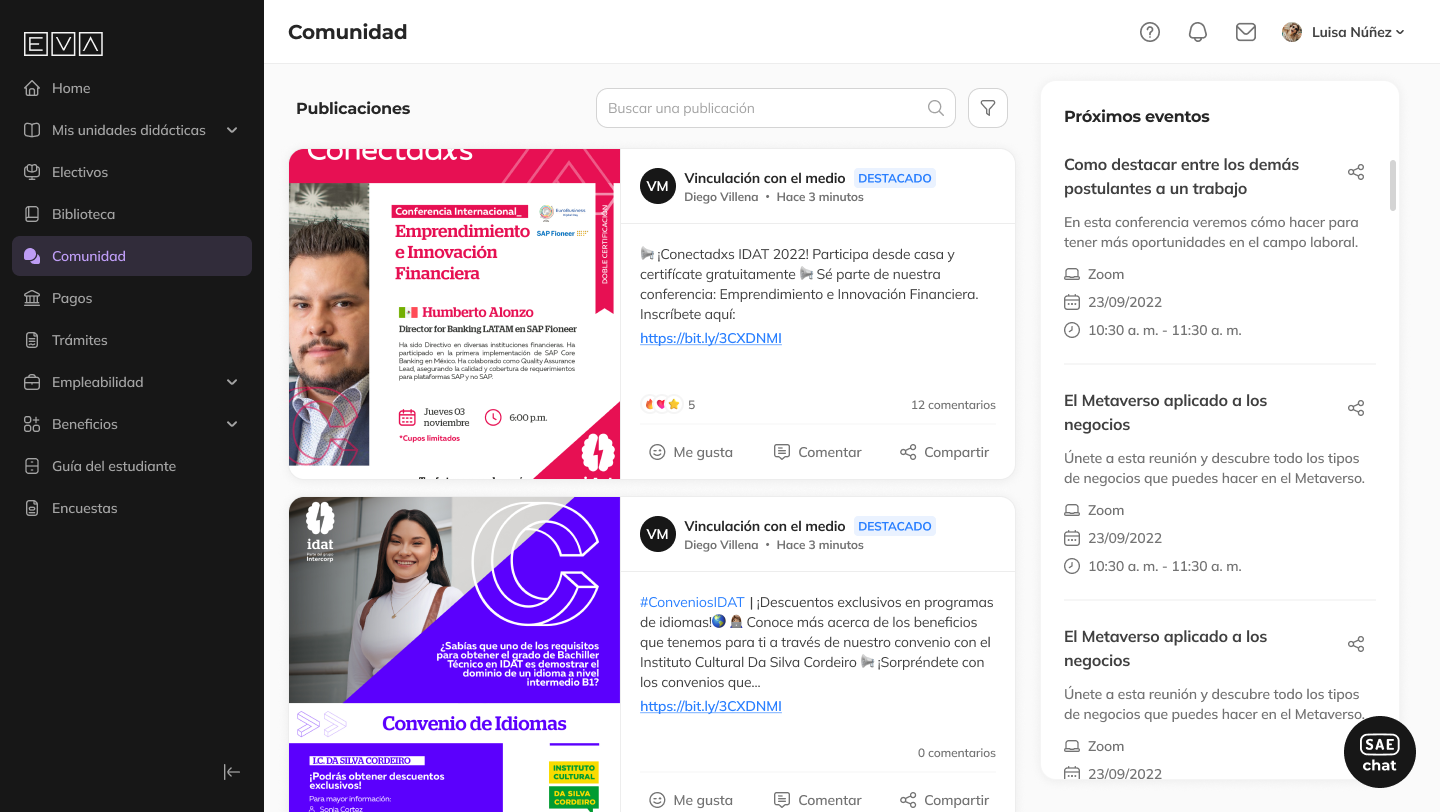 EVA
Home
Mis unidades didácticas
Electivos
Biblioteca
Comunidad
Pagos
Trámites
Empleabilidad
Beneficios
Guía del estudiante
Encuestas
Comunidad
Luisa Núñez
Publicaciones
Buscar una publicación
Conectadxs
Conferencia Internacional_
EuroBusiness
SAP Fioneer
DOBLE CERTIFICACIÓN
Emprendimiento
e Innovación
Financiera
Humberto Alonzo
Director for Banking LATAM en SAP Fioneer
Ha sido Directivo en diversas instituciones financieras. Ha
participado en la primera implementación de SAP Core
Banking en México. Ha colaborado como Quality Assurance
Lead, asegurando la calidad y cobertura de requerimientos
para plataformas SAP y no SAP.
Jueves 03
noviembre
6:00 p.m.
*Cupos limitados
VM
Vinculación con el medio
DESTACADO
Diego Villena • Hace 3 minutos
¡Conectadxs IDAT 2022! Participa desde casa y
certifícate gratuitamente Sé parte de nuestra
conferencia: Emprendimiento e Innovación Financiera.
Inscríbete aquí:
https://bit.ly/3CXDNMI
5
12 comentarios
Me gusta
Comentar
Compartir
idat
Parte del grupo
Intercorp
¿Sabías que uno de los requisitos
para obtener el grado de Bachiller
Técnico en IDAT es demostrar el
dominio de un idioma a nivel
intermedio B1?
Convenio de Idiomas
I.C. DA SILVA CORDEIRO
¡Podrás obtener descuentos
exclusivos!
Para mayor información:
Sonia Cortez
INSTITUTO
CULTURAL
DA SILVA
CORDEIRO
VM
Vinculación con el medio
DESTACADO
Diego Villena • Hace 3 minutos
#ConveniosIDAT | ¡Descuentos exclusivos en programas
de idiomas! Conoce más acerca de los beneficios
que tenemos para ti a través de nuestro convenio con el
Instituto Cultural Da Silva Cordeiro ¡Sorpréndete con
los convenios que...
https://bit.ly/3CXDNMI
0 comentarios
Me gusta
Comentar
Compartir
Próximos eventos
Como destacar entre los demás
postulantes a un trabajo
En esta conferencia veremos cómo hacer para
tener más oportunidades en el campo laboral.
Zoom
23/09/2022
10:30 a. m. - 11:30 a. m.
El Metaverso aplicado a los
negocios
Únete a esta reunión y descubre todo los tipos
de negocios que puedes hacer en el Metaverso.
Zoom
23/09/2022
10:30 a. m. - 11:30 a. m.
El Metaverso aplicado a los
negocios
Únete a esta reunión y descubre todo los tipos
de negocios que puedes hacer en el Metaverso.
Zoom
23/09/2022
SAE
chat